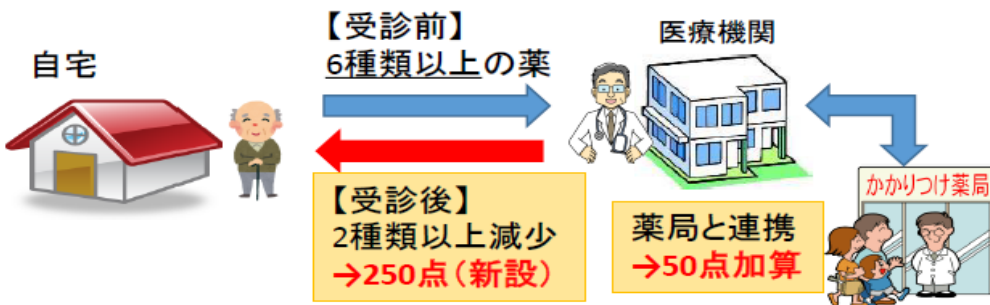 自宅
【受診前】
6種類以上の薬
医療機関
【受診後】
2種類以上減少
→250点(新設)
薬局と連携
→50点加算
かかりつけ薬局